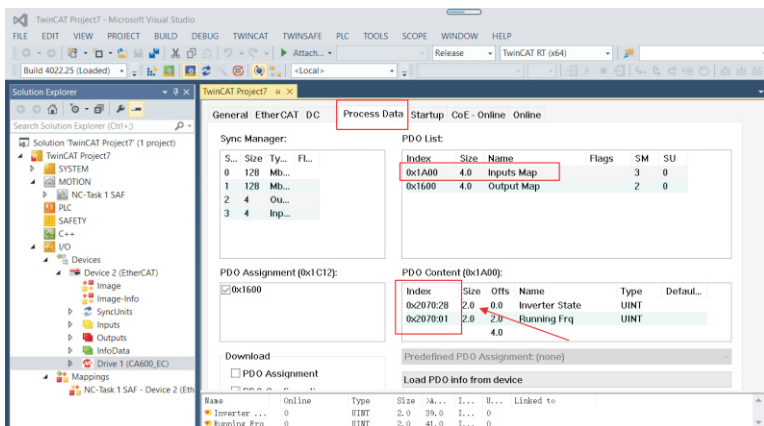 TwinCAT Project7 - Microsoft Visual Studio
FILE EDIT VIEW PROJECT BUILD DEBUG TWINCAT TWINSAFE PLC TOOLS SCOPE WINDOW HELP
Attach... Release TwinCAT RT (x64)
Build 4022.25 (Loaded) <Local>
Solution Explorer
Search Solution Explorer (Ctrl+;)
Solution 'TwinCAT Project7' (1 project)
TwinCAT Project7
SYSTEM
MOTION
NC-Task 1 SAF
PLC
SAFETY
C++
I/O
Devices
Device 2 (EtherCAT)
Image
Image-Info
SyncUnits
Inputs
Outputs
InfoData
Drive 1 (CA600_EC)
Mappings
NC-Task 1 SAF - Device 2 (Eth
TwinCAT Project7
General EtherCAT DC Process Data Startup CoE - Online Online
Sync Manager:
S... Size Ty... Fl...
0 128 Mb...
1 128 Mb...
2 4 Ou...
3 4 Inp...
PDO List:
Index Size Name Flags SM SU
0x1A00 4.0 Inputs Map 3 0
0x1600 4.0 Output Map 2 0
PDO Assignment (0x1C12):
0x1600
PDO Content (0x1A00):
Index Size Offs Name Type Defaul...
0x2070:28 2.0 0.0 Inverter State UINT
0x2070:01 2.0 2.0 Running Frq UINT
4.0
Download
PDO Assignment
Predefined PDO Assignment: (none)
Load PDO info from device
Name Online Type Size >A... I... U... Linked to
Inverter ... 0 UINT 2.0 39.0 I... 0
Running Frq 0 UINT 2.0 41.0 I... 0